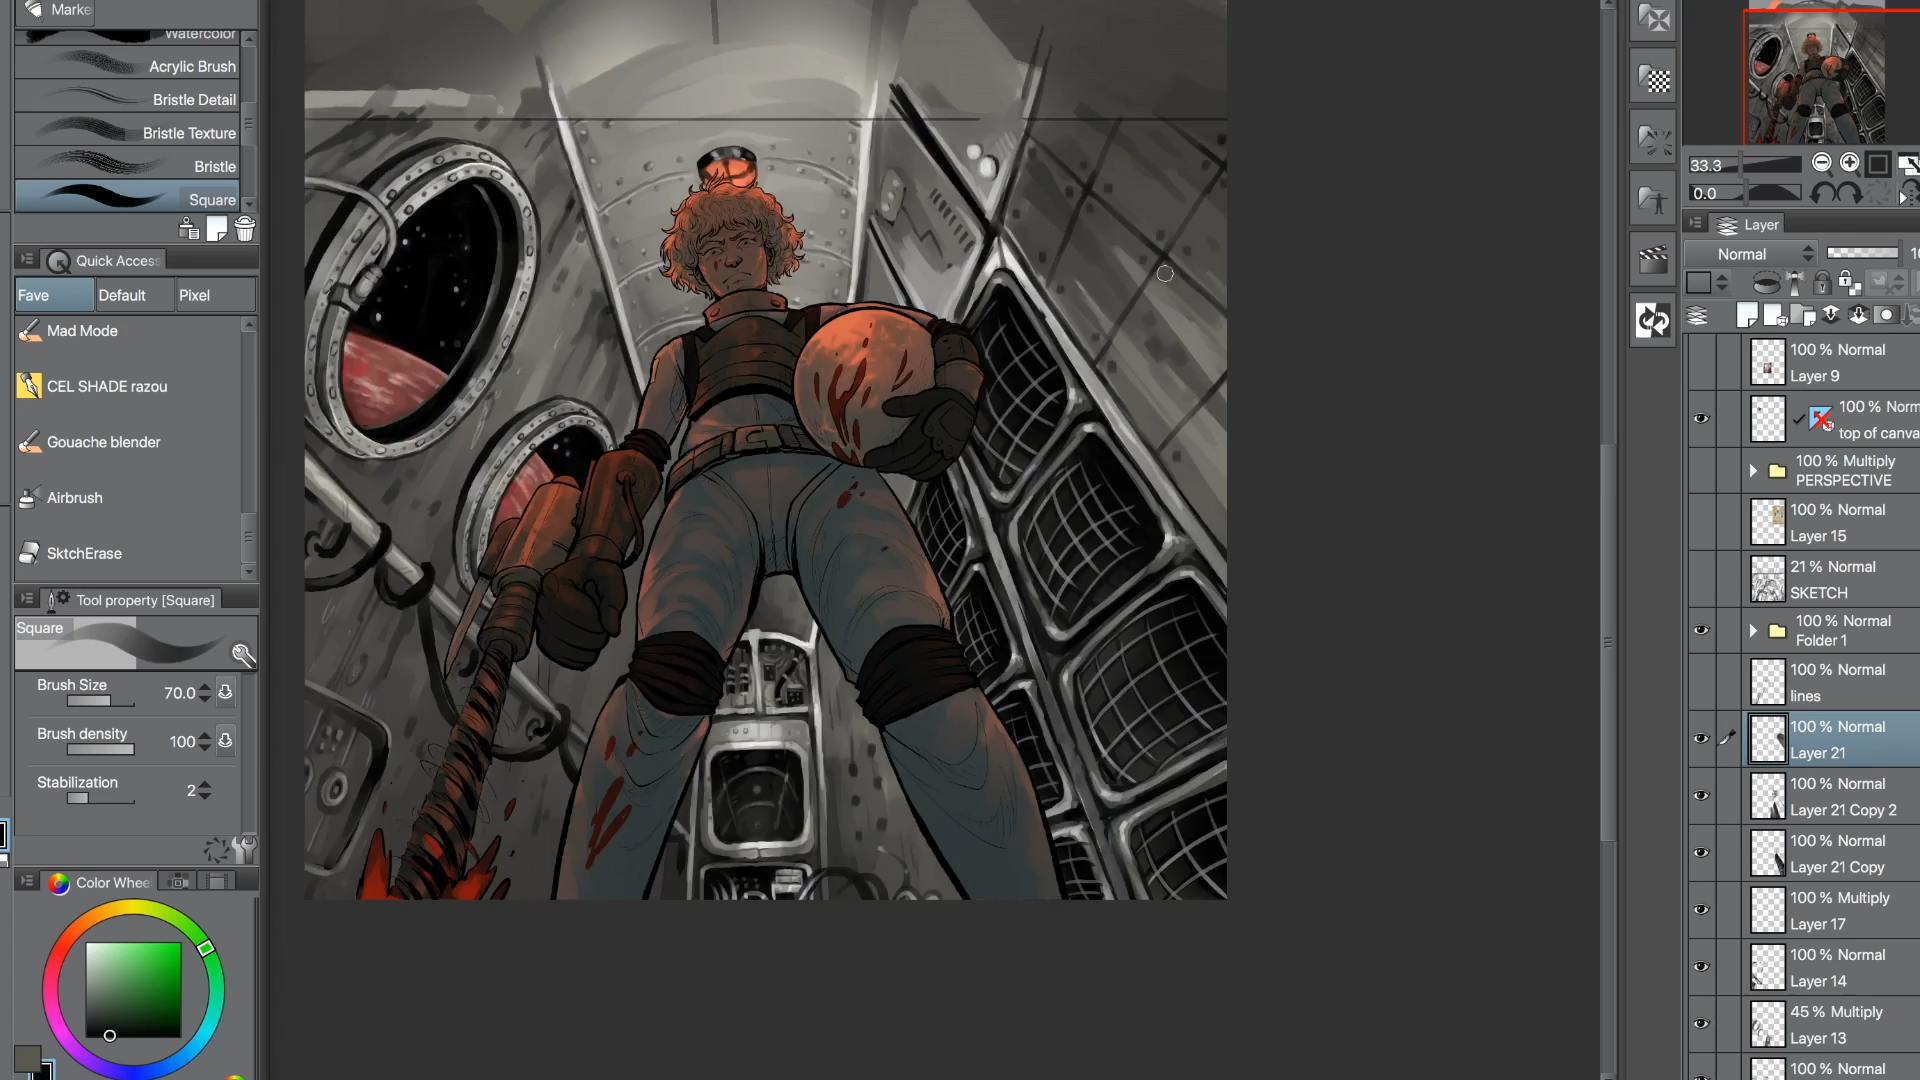 Marke
Watercolor
Acrylic Brush
Bristle Detail
Bristle Texture
Bristle
Square
Quick Access
Fave
Default
Pixel
Mad Mode
CEL SHADE razou
Gouache blender
Airbrush
SktchErase
Tool property [Square]
Square
Brush Size
70.0
Brush density
100
Stabilization
2
Color Whee
33.3
0.0
Layer
Normal
10
100 % Normal
Layer 9
100 % Norm
top of canva
100 % Multiply
PERSPECTIVE
100 % Normal
Layer 15
21 % Normal
SKETCH
100 % Normal
Folder 1
100 % Normal
lines
100 % Normal
Layer 21
100 % Normal
Layer 21 Copy 2
100 % Normal
Layer 21 Copy
100 % Multiply
Layer 17
100 % Normal
Layer 14
45 % Multiply
Layer 13
100 % Normal